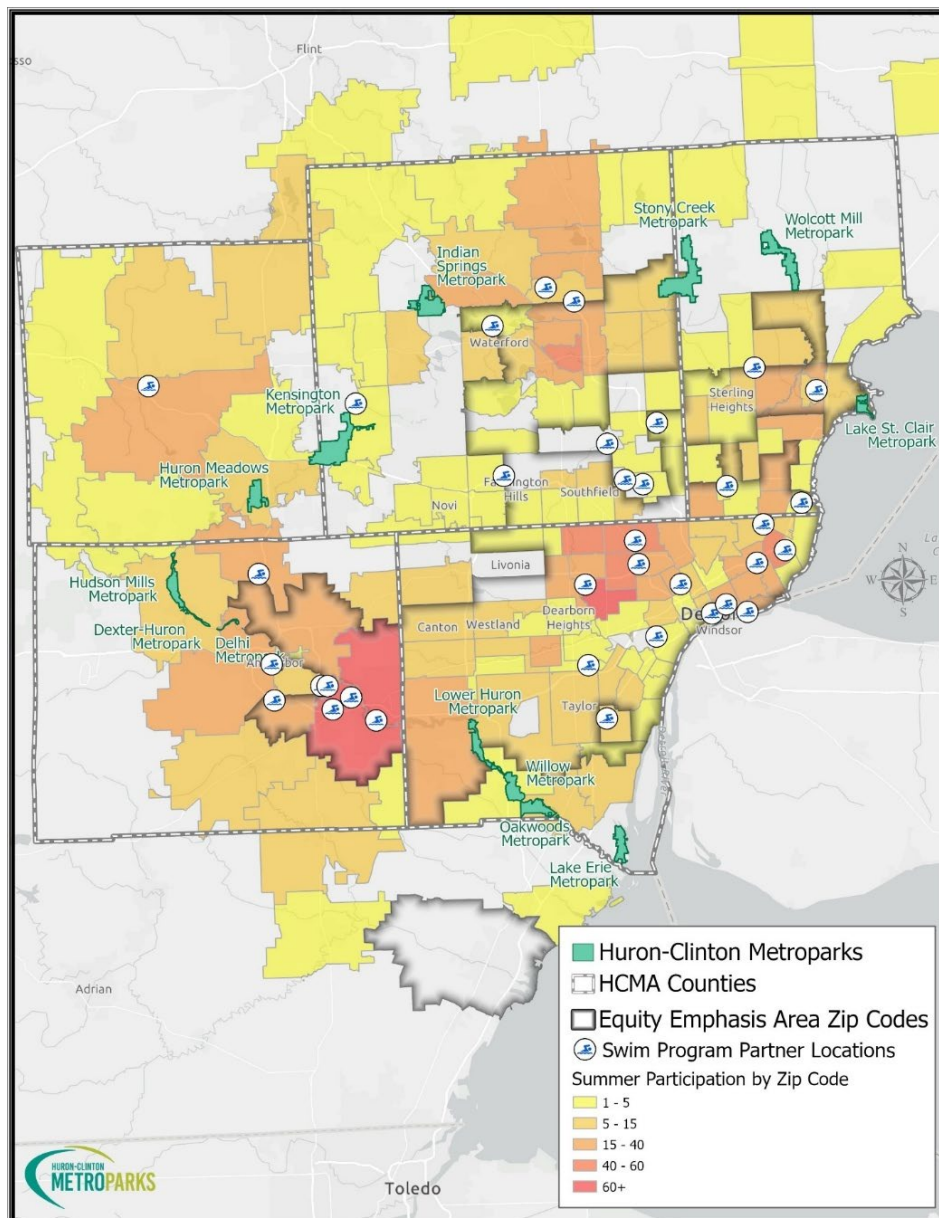 Flint
Stony Creek
Metropark
Wolcott Mill
Metropark
Indian
Springs
Metropark
Waterford
Kensington
Metropark
Sterling
Heights
Lake St. Clair
Metropark
Huron Meadows
Metropark
Farmington
Hills
Southfield
Novi
Livonia
Hudson Mills
Metropark
Dexter-Huron
Metropark
Delhi
Metropark
Canton
Westland
Dearborn
Heights
Windsor
N
W
E
S
Lower Huron
Metropark
Taylor
Willow
Metropark
Oakwoods
Metropark
Lake Erie
Metropark
Adrian
Toledo
Huron-Clinton Metroparks
HCMA Counties
Equity Emphasis Area Zip Codes
Swim Program Partner Locations
Summer Participation by Zip Code
1 - 5
5 - 15
15 - 40
40 - 60
60+
HURON-CLINTON
METROPARKS